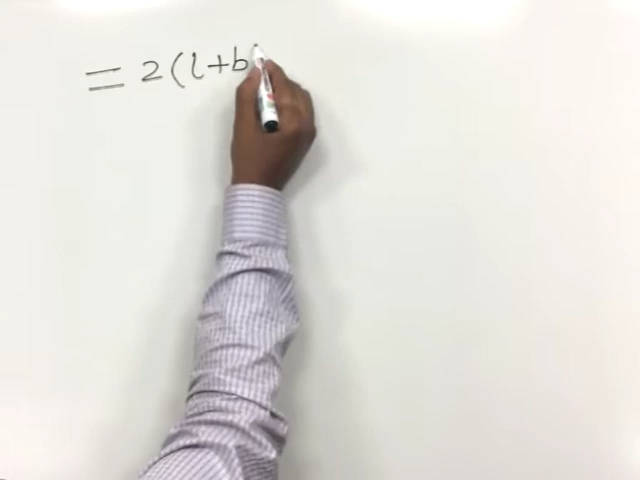 = 2(l+b